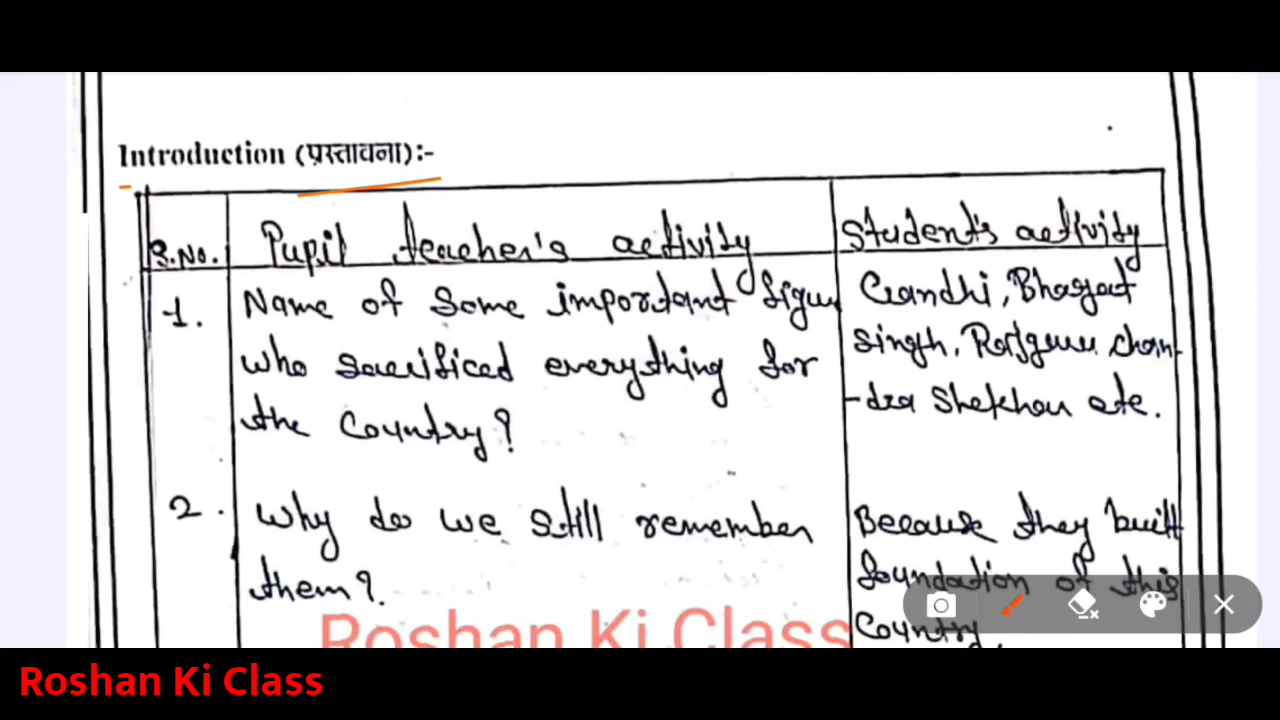 Introduction (प्रस्तावना):-
S.No. Pupil teacher's activity Student's activity
1. Name of Some important figure Gandhi, Bhagat
who sacrificed everything for Singh, Rajguru, chan-
the Country? -dra Shekhar etc.
2. Why do we still remember Because they built
them? foundation of this
Country.
Roshan Ki Class
Roshan Ki Class